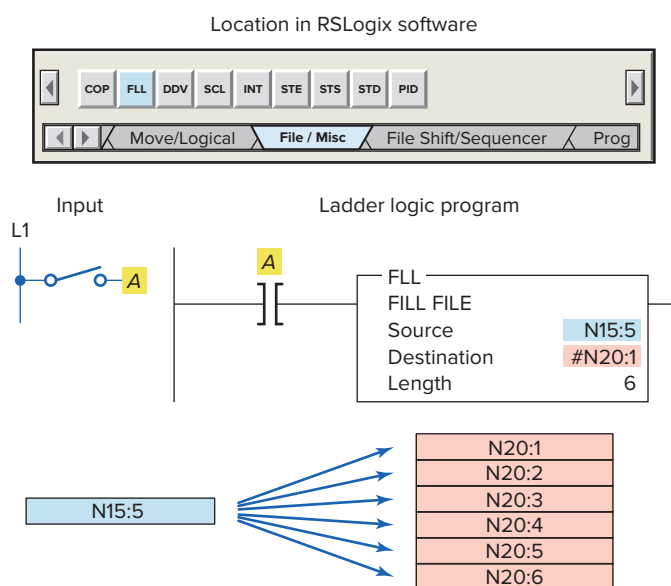 Location in RSLogix software
COP FLL DDV SCL INT STE STS STD PID
Move/Logical File / Misc File Shift/Sequencer Prog
Input Ladder logic program
L1
A
A
FLL
FILL FILE
Source N15:5
Destination #N20:1
Length 6
N15:5
N20:1
N20:2
N20:3
N20:4
N20:5
N20:6